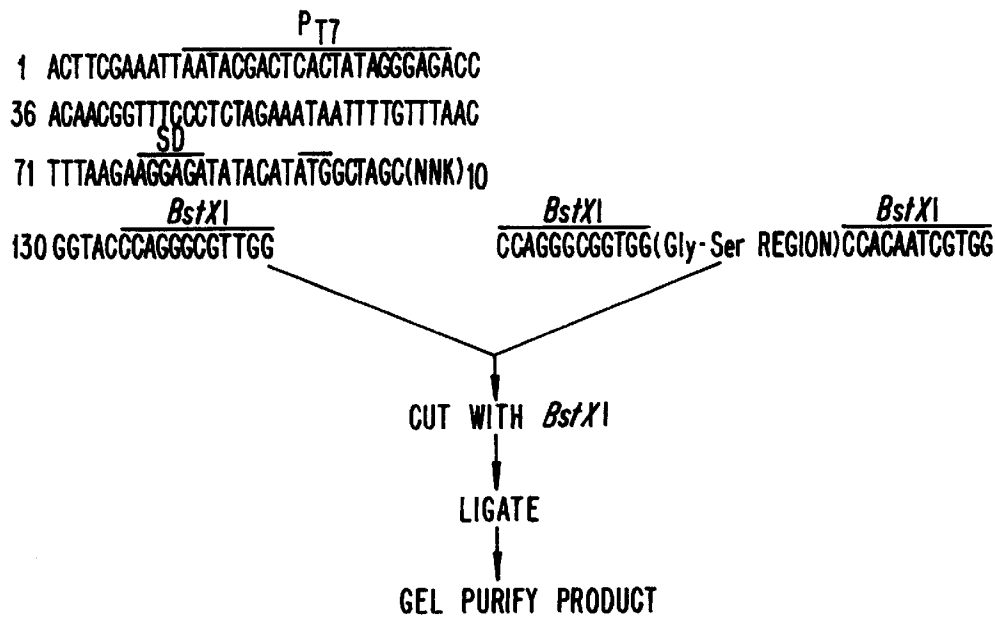 PT7
1 ACTTCGAAATTAATACGACTCACTATAGGGAGACC
36 ACAACGGTTTCCCTCTAGAAATAATTTTGTTTAAC
SD
71 TTTAAGAAGGAGATATACATATGGCTAGC(NNK)10
BstXI BstXI BstXI
130 GGTACCCAGGGCGTTGG CCAGGGCGGTGG(Gly-Ser REGION)CCACAATCGTGG
CUT WITH BstXI
LIGATE
GEL PURIFY PRODUCT